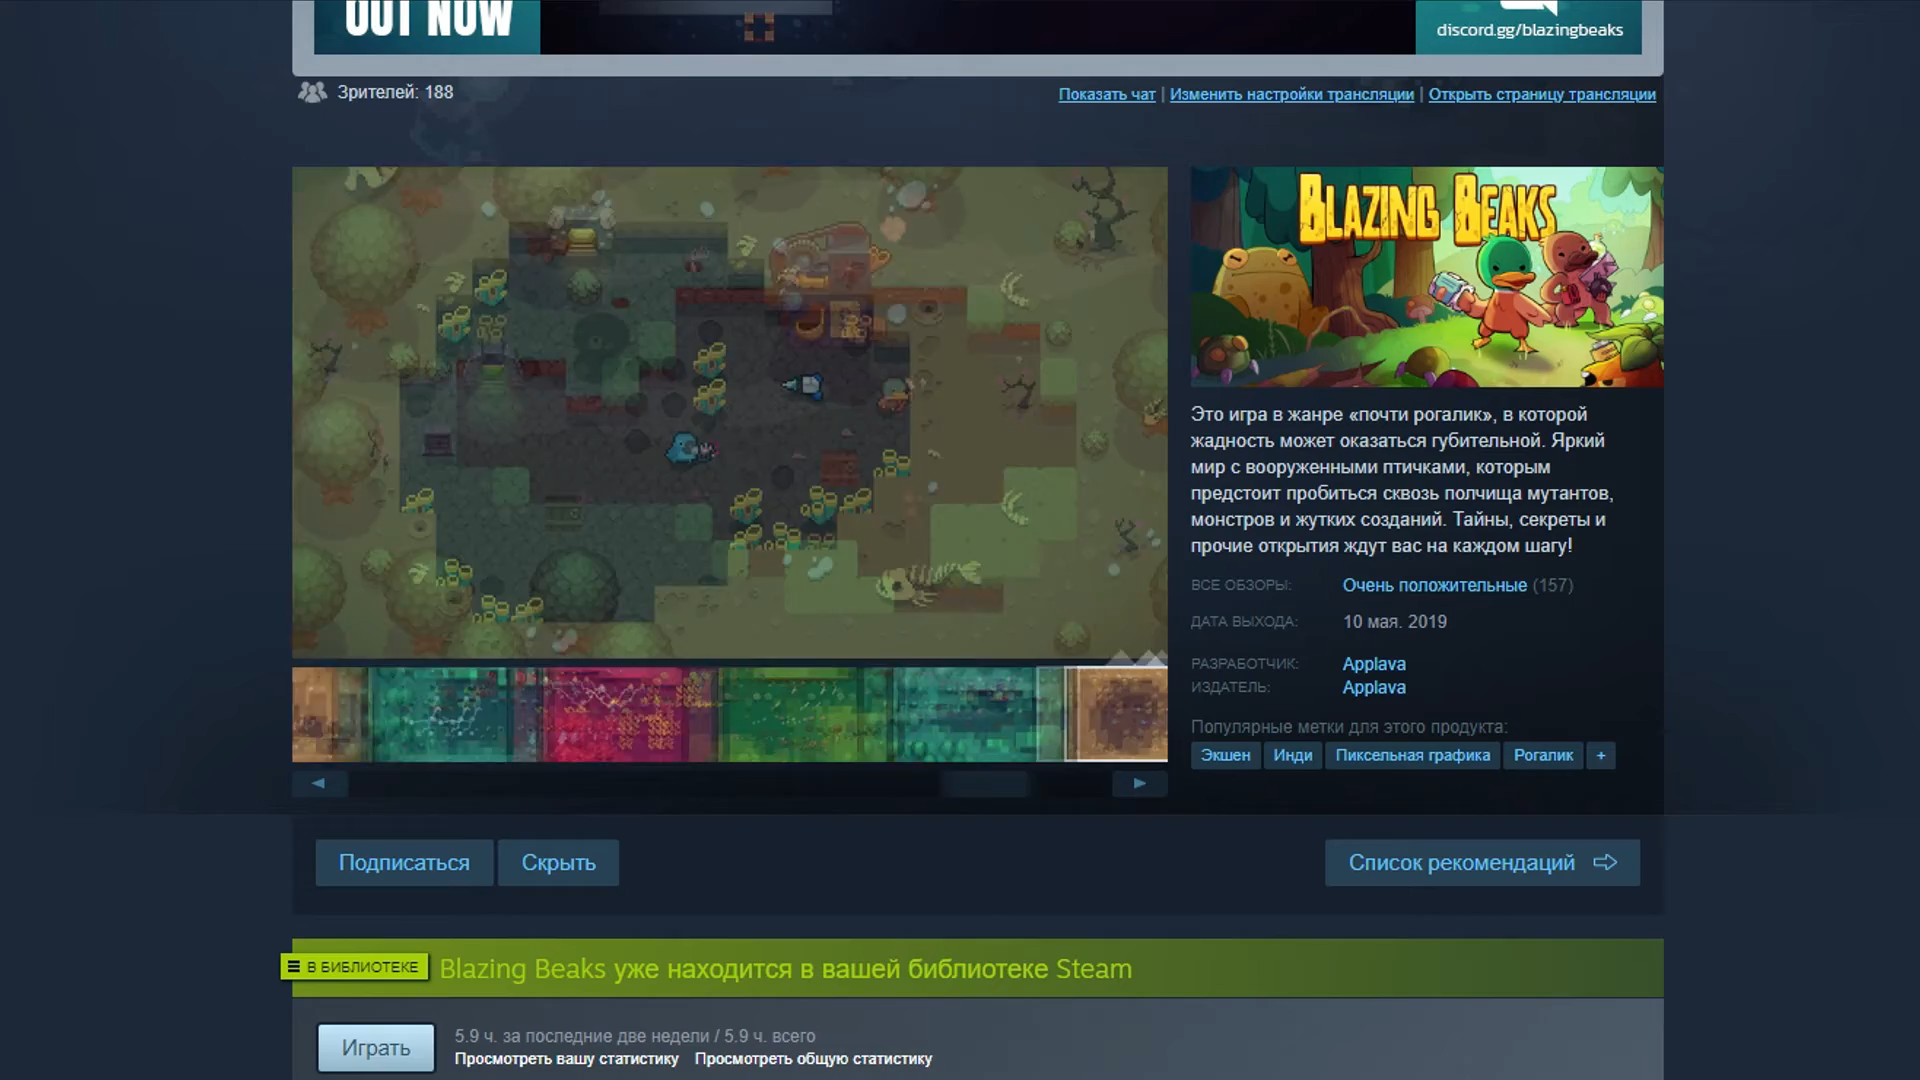 OUT NOW
discord.gg/blazingbeaks
Зрителей: 188
Показать чат | Изменить настройки трансляции | Открыть страницу трансляции
BLAZING BEAKS
Это игра в жанре «почти рогалик», в которой
жадность может оказаться губительной. Яркий
мир с вооруженными птичками, которым
предстоит пробиться сквозь полчища мутантов,
монстров и жутких созданий. Тайны, секреты и
прочие открытия ждут вас на каждом шагу!
ВСЕ ОБЗОРЫ: Очень положительные (157)
ДАТА ВЫХОДА: 10 мая. 2019
РАЗРАБОТЧИК: Applava
ИЗДАТЕЛЬ: Applava
Популярные метки для этого продукта:
Экшен Инди Пиксельная графика Рогалик +
Подписаться Скрыть Список рекомендаций
В БИБЛИОТЕКЕ Blazing Beaks уже находится в вашей библиотеке Steam
Играть
5.9 ч. за последние две недели / 5.9 ч. всего
Просмотреть вашу статистику Просмотреть общую статистику